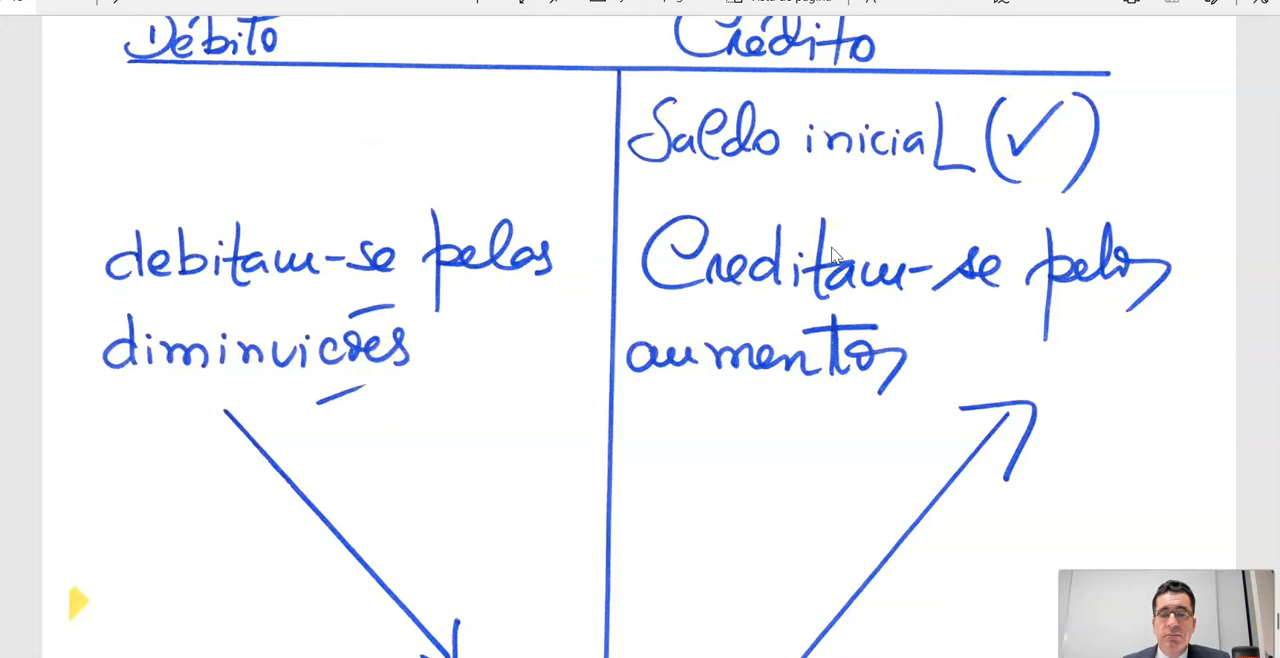 Débito
Crédito
Saldo inicial (✓)
debitam-se pelas
diminuições
Creditam-se pelos
aumentos